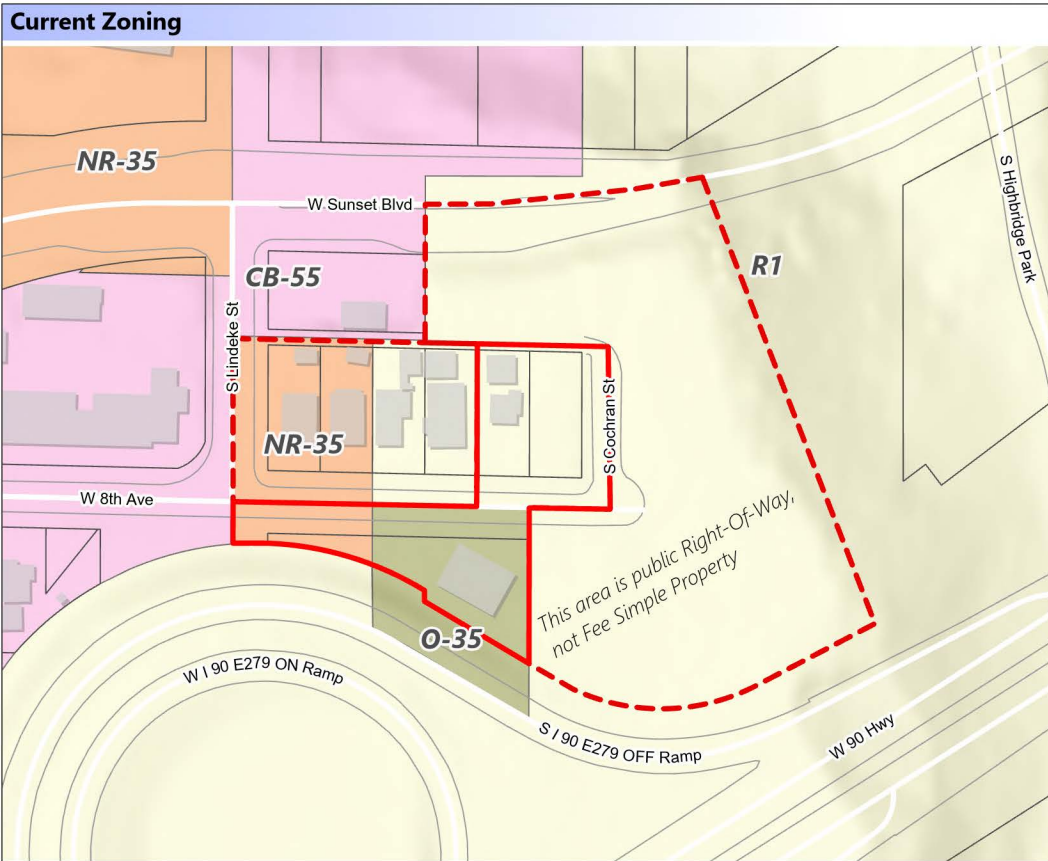 Current Zoning
NR-35
W Sunset Blvd
S Highbridge Park
R1
CB-55
S Lindeke St
S Cochran St
NR-35
W 8th Ave
This area is public Right-Of-Way,
not Fee Simple Property
O-35
W I 90 E279 ON Ramp
S I 90 E279 OFF Ramp
W 90 Hwy